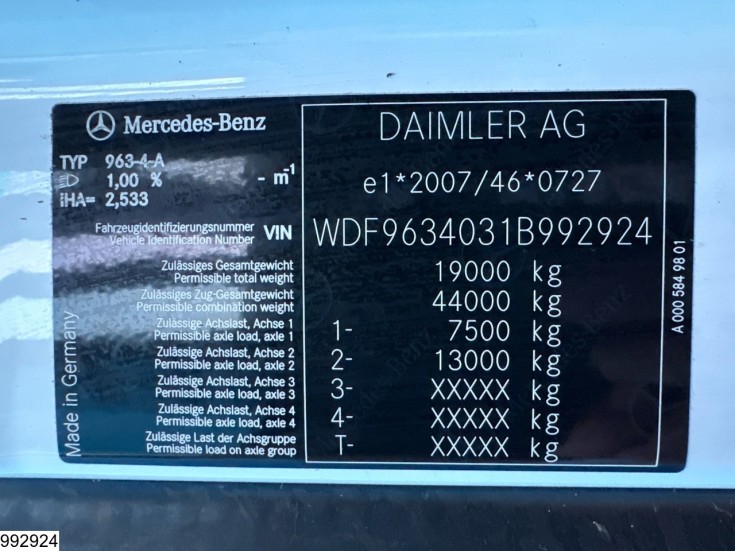 Mercedes-Benz
DAIMLER AG
TYP 963-4-A
1,00 % - m⁻¹
iHA= 2,533
e1*2007/46*0727
Fahrzeugidentifizierungsnummer
Vehicle Identification Number VIN WDF9634031B992924
Zulässiges Gesamtgewicht
Permissible total weight 19000 kg
Zulässiges Zug-Gesamtgewicht
Permissible combination weight 44000 kg
Zulässige Achslast, Achse 1
Permissible axle load, axle 1 1- 7500 kg
Zulässige Achslast, Achse 2
Permissible axle load, axle 2 2- 13000 kg
Zulässige Achslast, Achse 3
Permissible axle load, axle 3 3- XXXXX kg
Zulässige Achslast, Achse 4
Permissible axle load, axle 4 4- XXXXX kg
Zulässige Last der Achsgruppe
Permissible load on axle group T- XXXXX kg
Made in Germany
A 000 584 98 01
992924